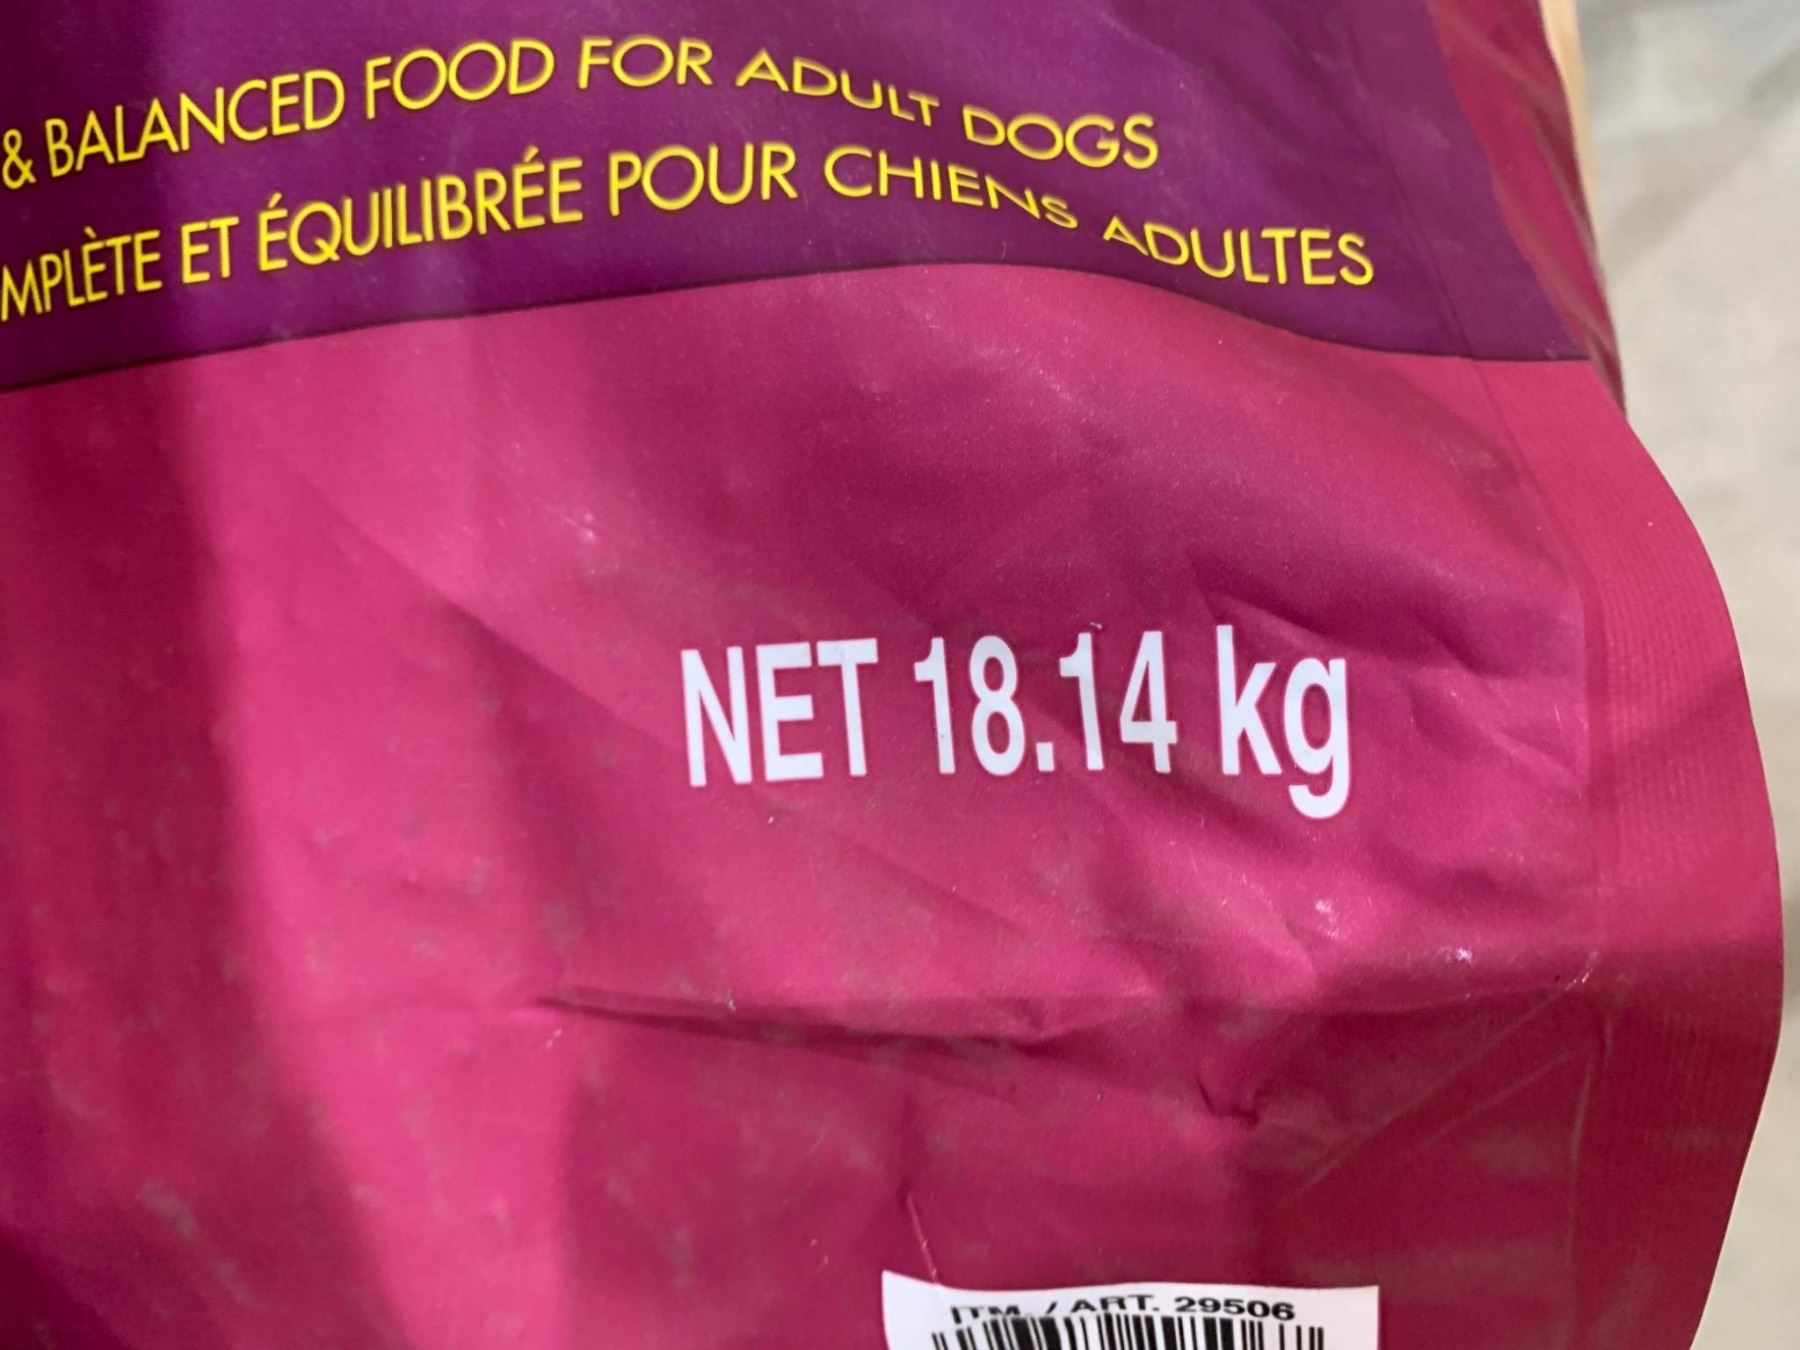 & BALANCED FOOD FOR ADULT DOGS
MPLÈTE ET ÉQUILIBRÉE POUR CHIENS ADULTES
NET 18.14 kg
ITM. / ART. 29506